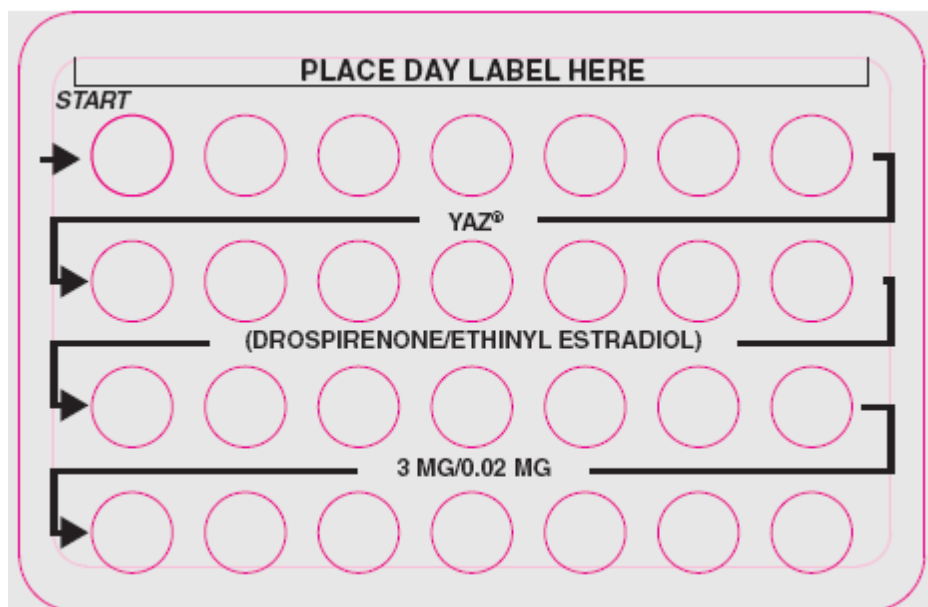 PLACE DAY LABEL HERE
START
YAZ®
(DROSPIRENONE/ETHINYL ESTRADIOL)
3 MG/0.02 MG